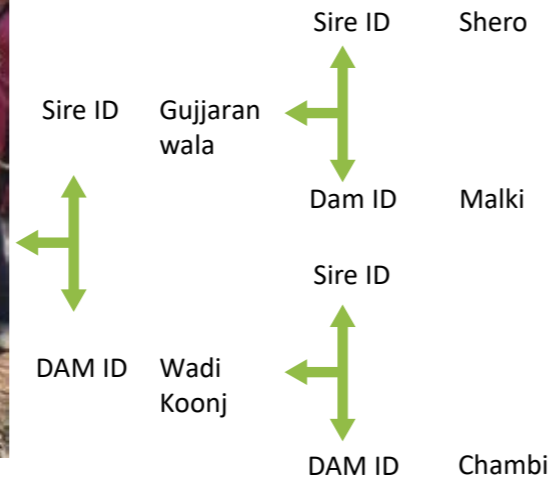 Sire ID Shero
Sire ID Gujjaran
wala
Dam ID Malki
Sire ID
DAM ID Wadi
Koonj
DAM ID Chambi